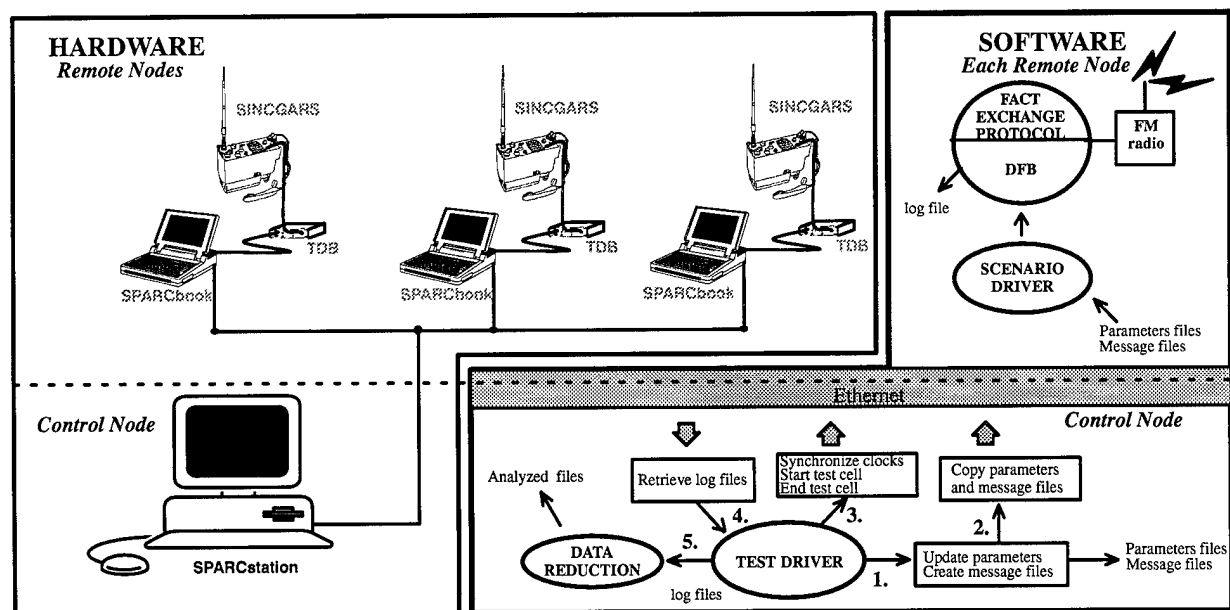 HARDWARE
Remote Nodes
SINCGARS
SINCGARS
SINCGARS
TDB
TDB
TDB
SPARCbook
SPARCbook
SPARCbook
Control Node
SPARCstation
SOFTWARE
Each Remote Node
FACT
EXCHANGE
PROTOCOL
DFB
FM
radio
log file
SCENARIO
DRIVER
Parameters files
Message files
Ethernet
Control Node
Retrieve log files
Synchronize clocks
Start test cell
End test cell
Copy parameters
and message files
Analyzed files
4.
3.
2.
5.
1.
DATA
REDUCTION
TEST DRIVER
Update parameters
Create message files
Parameters files
Message files
log files